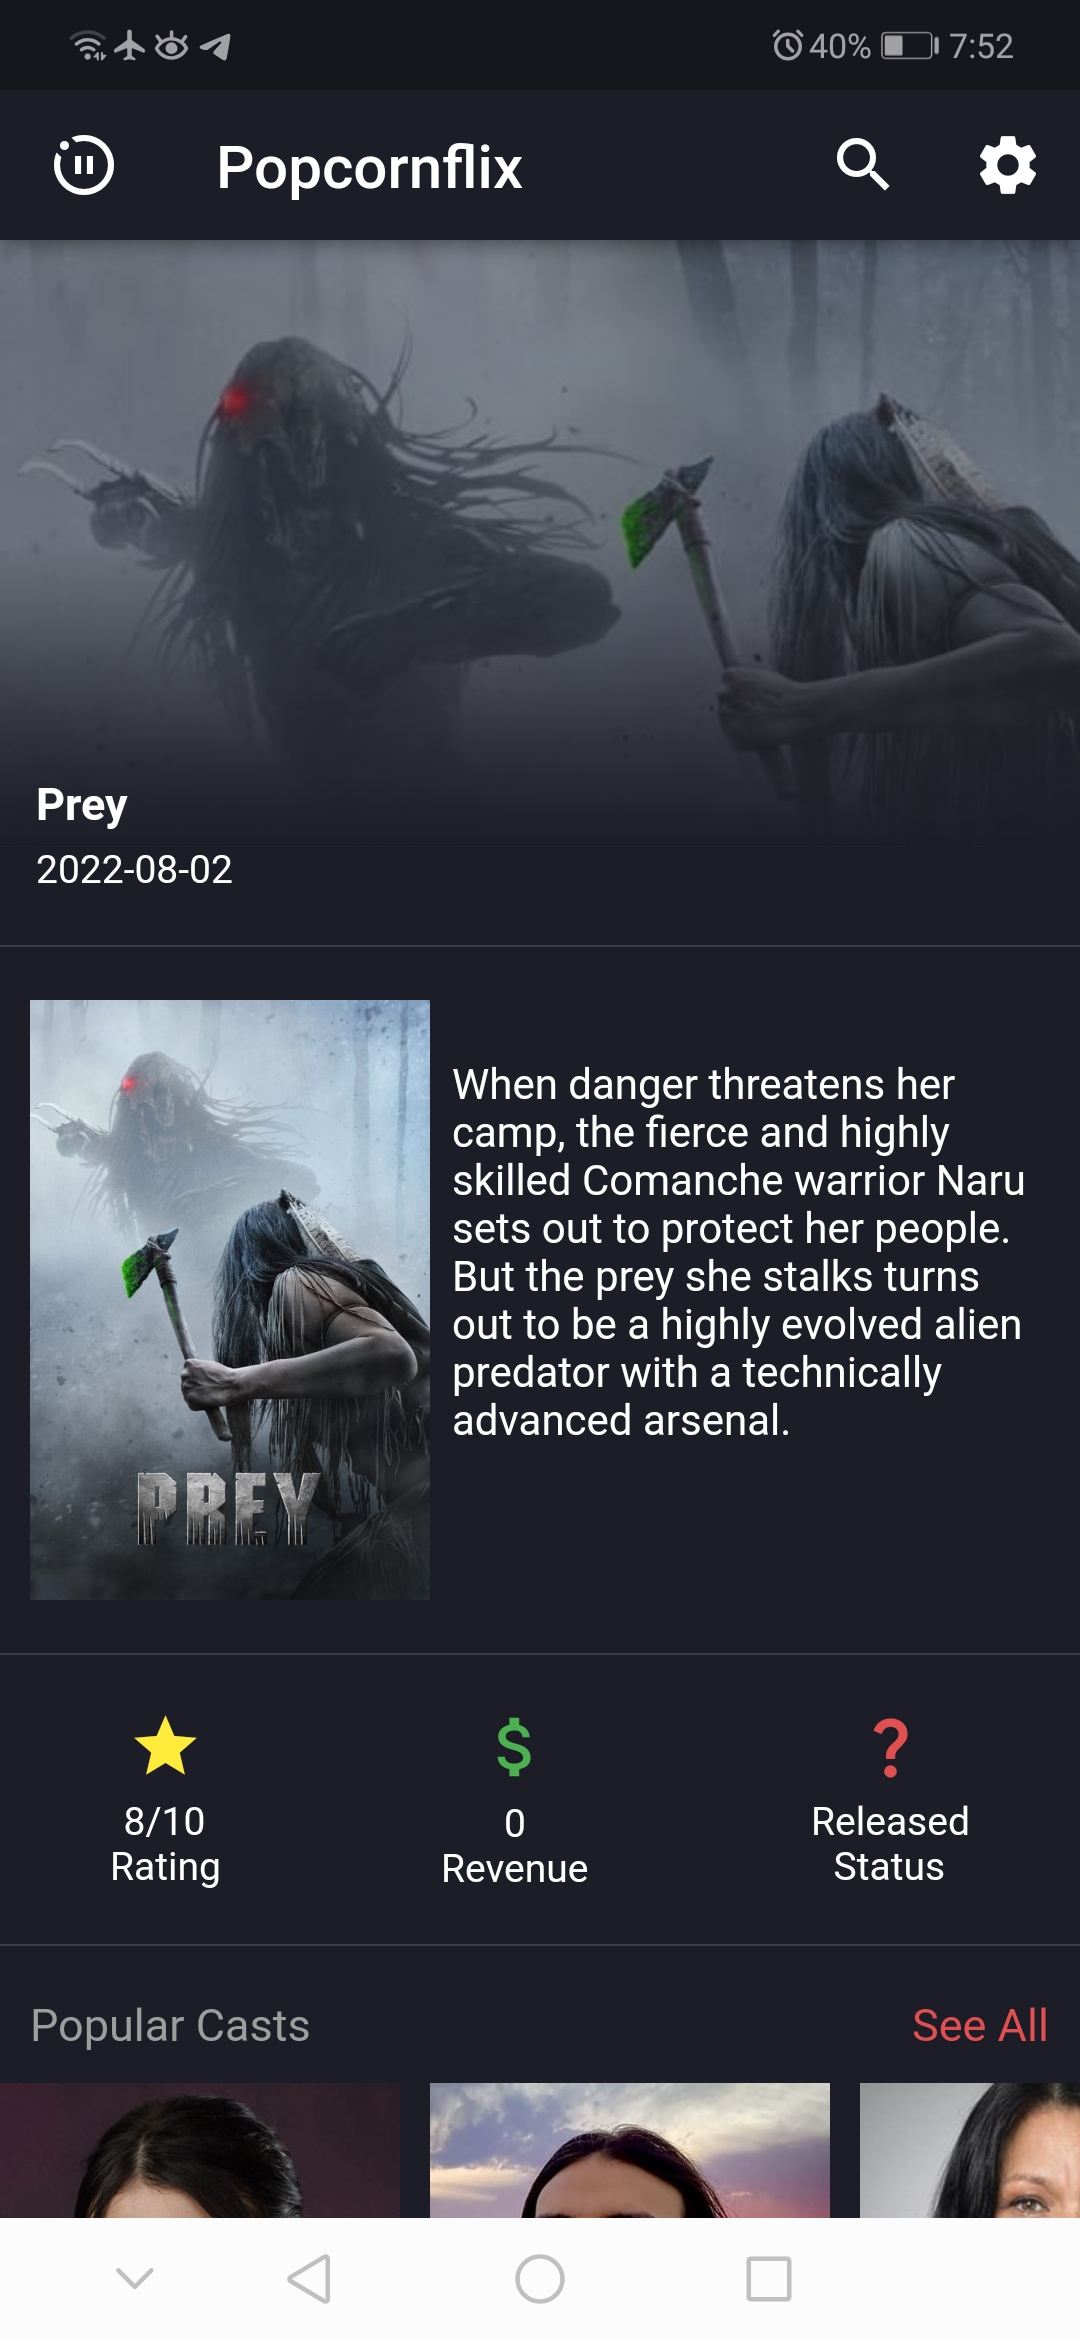 40% 7:52
Popcornflix
Prey
2022-08-02
When danger threatens her
camp, the fierce and highly
skilled Comanche warrior Naru
sets out to protect her people.
But the prey she stalks turns
out to be a highly evolved alien
predator with a technically
advanced arsenal.
PREY
8/10
Rating
$
0
Revenue
?
Released
Status
Popular Casts
See All